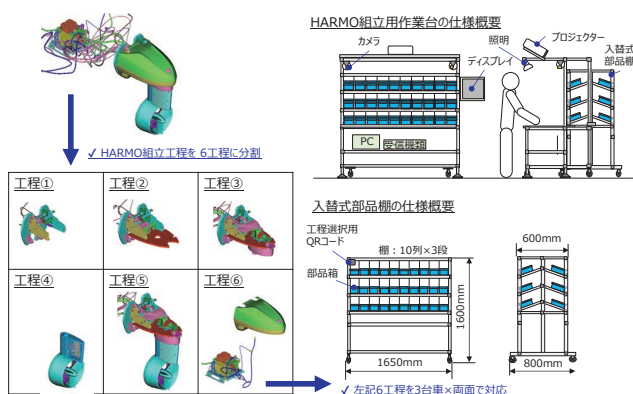 HARMO組立用作業台の仕様概要
カメラ
照明
プロジェクター
入替式
部品棚
ディスプレイ
PC
受信機類
✓ HARMO組立工程を 6工程に分割
工程①
工程②
工程③
工程④
工程⑤
工程⑥
入替式部品棚の仕様概要
工程選択用
QRコード
棚：10列×3段
部品箱
600mm
1600mm
1650mm
800mm
✓ 左記6工程を3台車×両面で対応